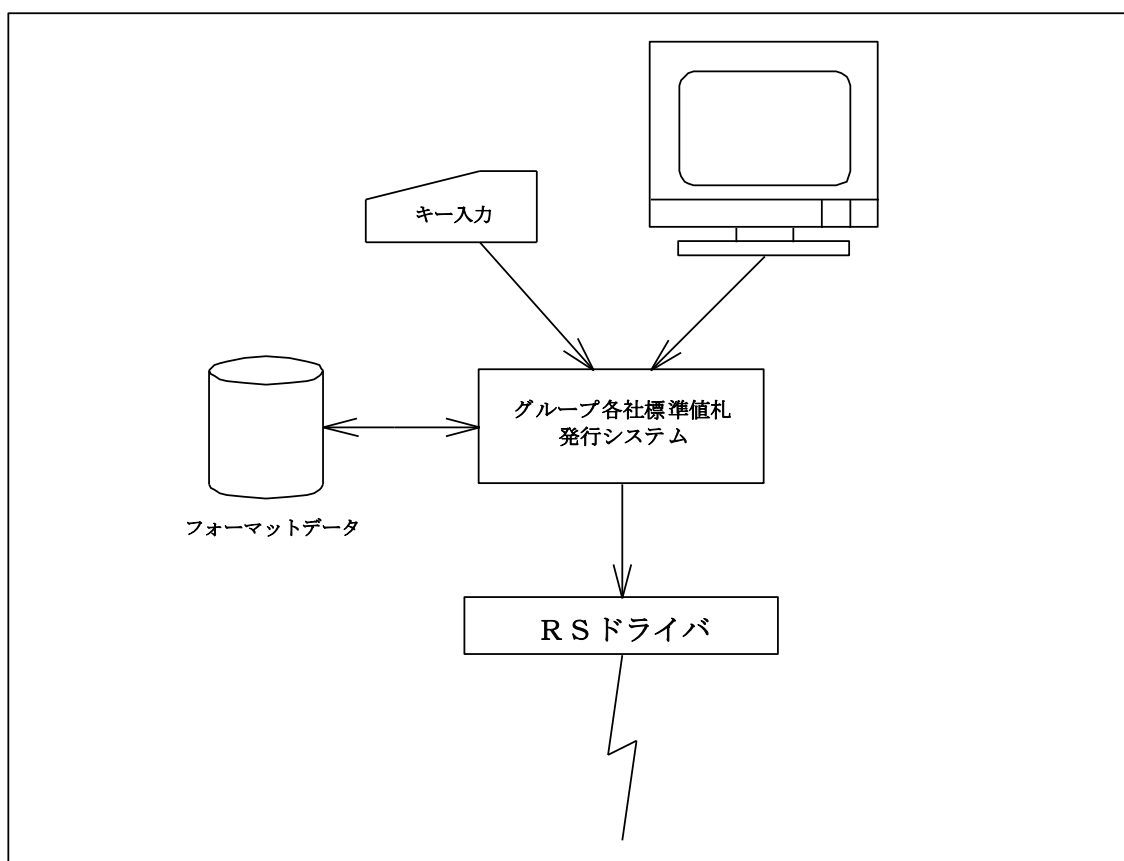 キー入力
グループ各社標準値札
発行システム
フォーマットデータ
ＲＳドライバ